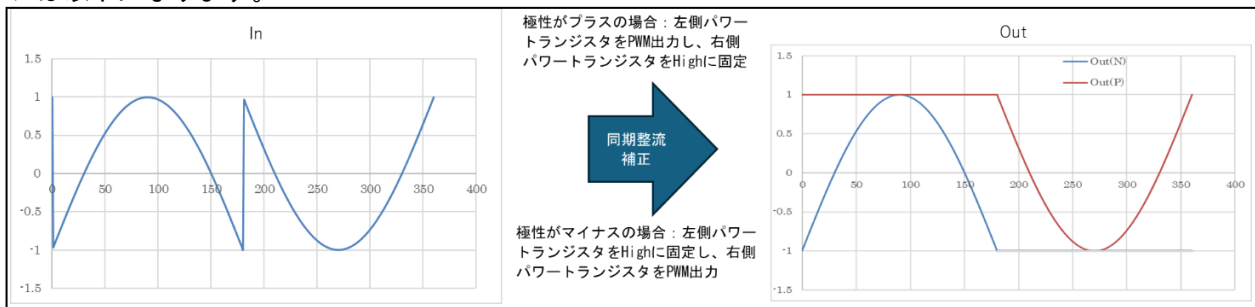 In
1.5
1
0.5
0
-0.5
-1
-1.5
0 50 100 150 200 250 300 350 400
極性がプラスの場合：左側パワー
トランジスタをPWM出力し、右側
パワートランジスタをHighに固定
同期整流
補正
極性がマイナスの場合：左側パワー
トランジスタをHighに固定し、右側
パワートランジスタをPWM出力
Out
Out(N)
Out(P)
1.5
1
0.5
0
-0.5
-1
-1.5
0 50 100 150 200 250 300 350 400